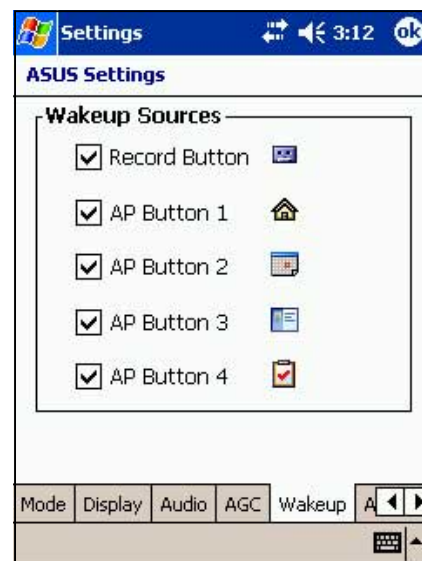 Settings 3:12 ok
ASUS Settings
Wakeup Sources
Record Button
AP Button 1
AP Button 2
AP Button 3
AP Button 4
Mode Display Audio AGC Wakeup A